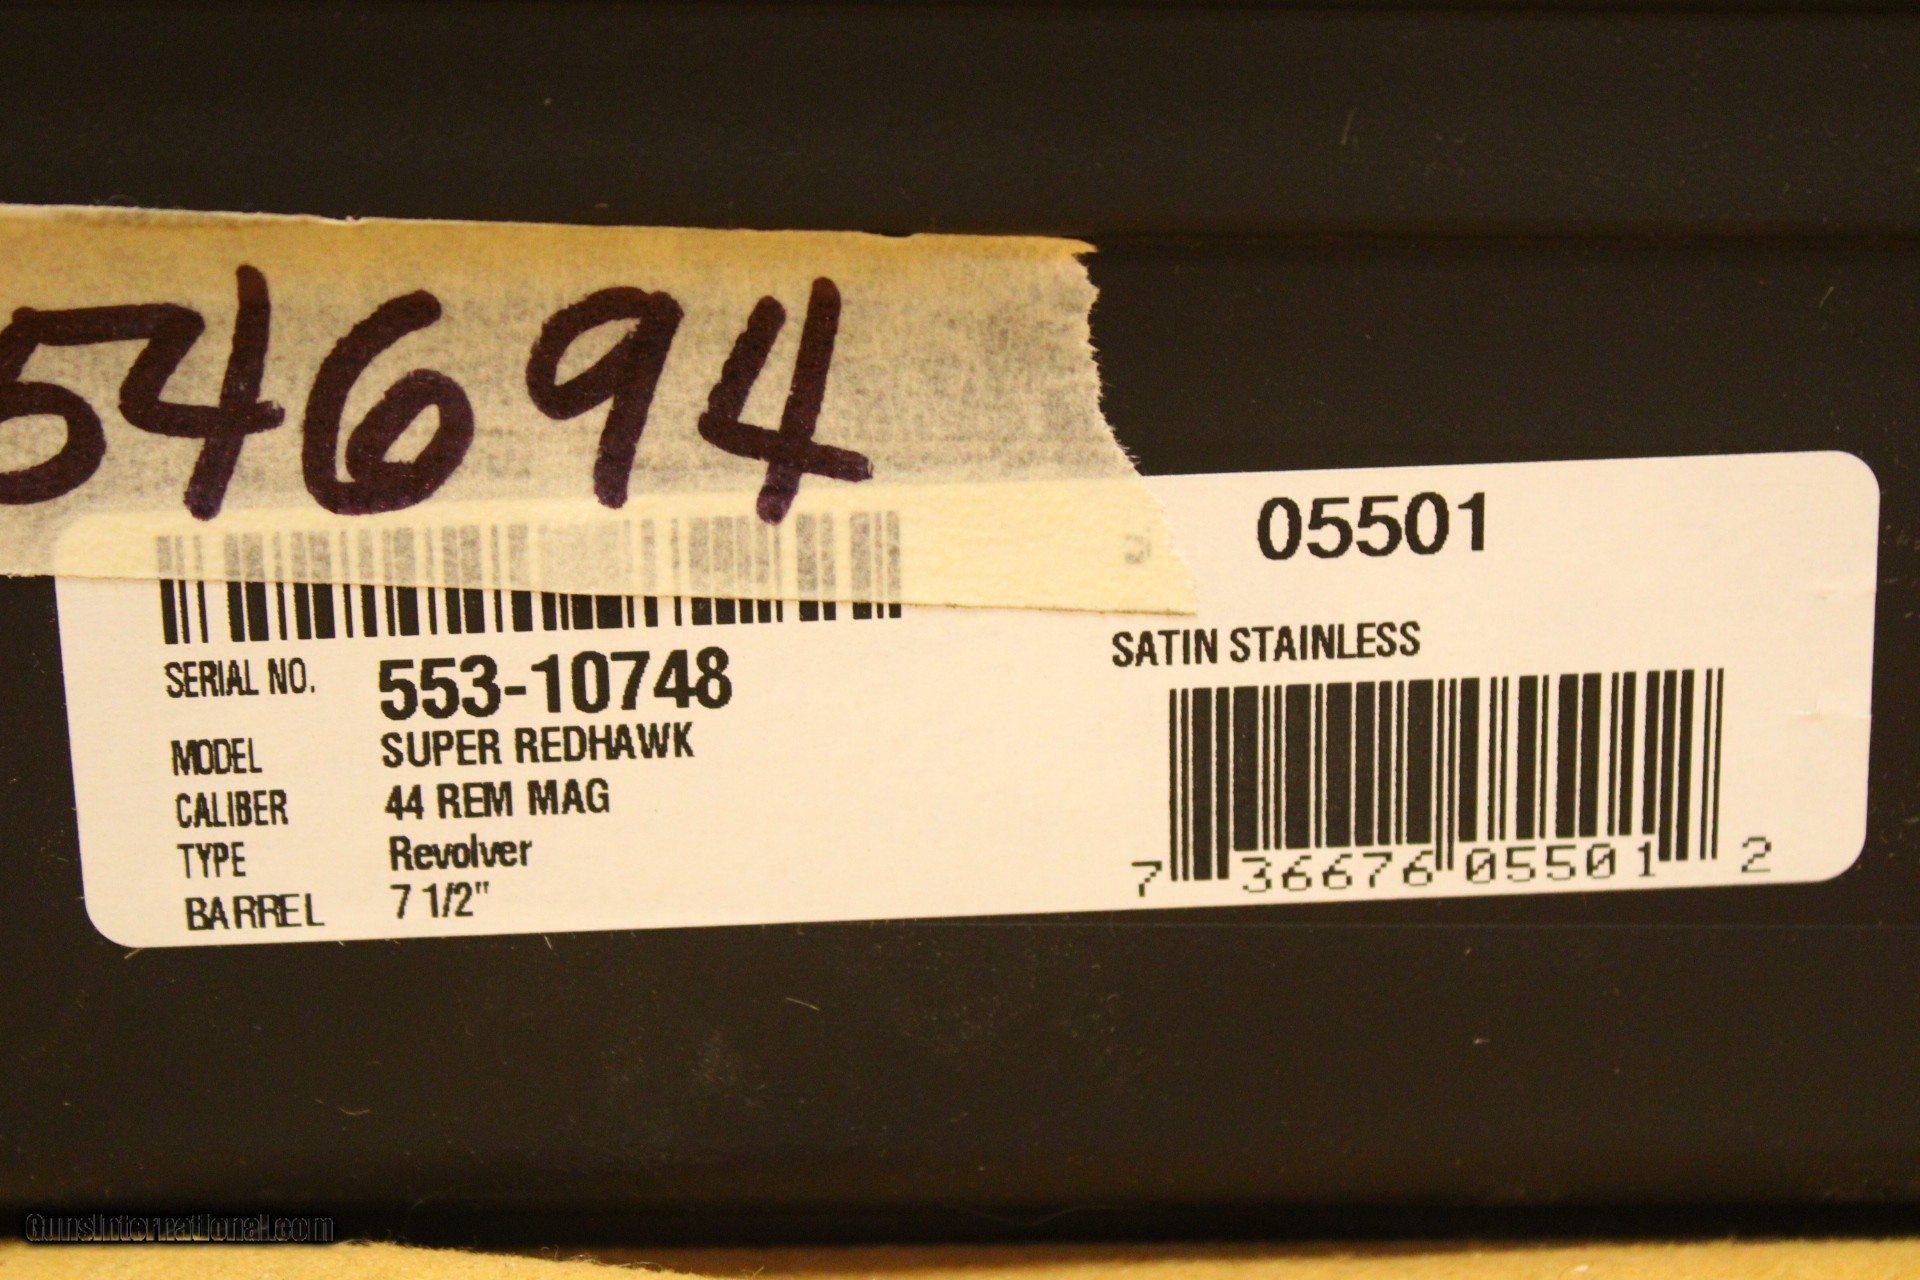 54694
05501
SATIN STAINLESS
SERIAL NO. 553-10748
MODEL SUPER REDHAWK
CALIBER 44 REM MAG
TYPE Revolver
BARREL 7 1/2"
7 36676 05501 2
GunsInternational.com